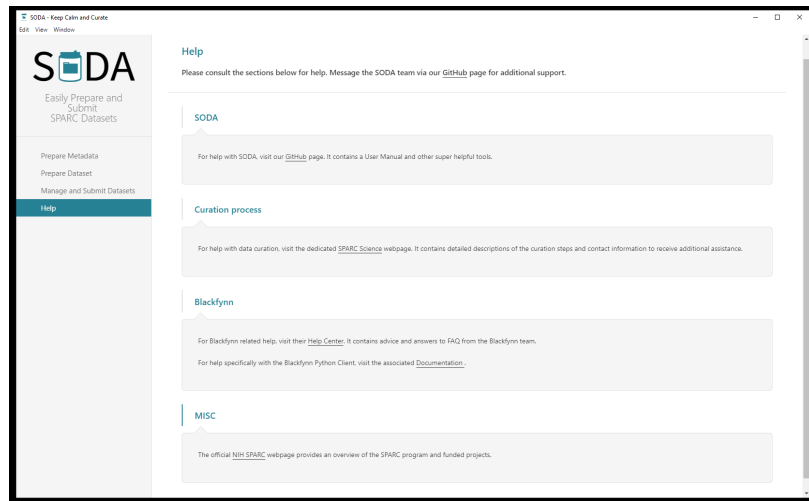 SODA - Keep Calm and Curate
Edit View Window
SODA
Easily Prepare and
Submit
SPARC Datasets
Prepare Metadata
Prepare Dataset
Manage and Submit Datasets
Help
Help
Please consult the sections below for help. Message the SODA team via our GitHub page for additional support.
SODA
For help with SODA, visit our GitHub page. It contains a User Manual and other super helpful tools.
Curation process
For help with data curation, visit the dedicated SPARC Science webpage. It contains detailed descriptions of the curation steps and contact information to receive additional assistance.
Blackfynn
For Blackfynn related help, visit their Help Center. It contains advice and answers to FAQ from the Blackfynn team.
For help specifically with the Blackfynn Python Client, visit the associated Documentation .
MISC
The official NIH SPARC webpage provides an overview of the SPARC program and funded projects.